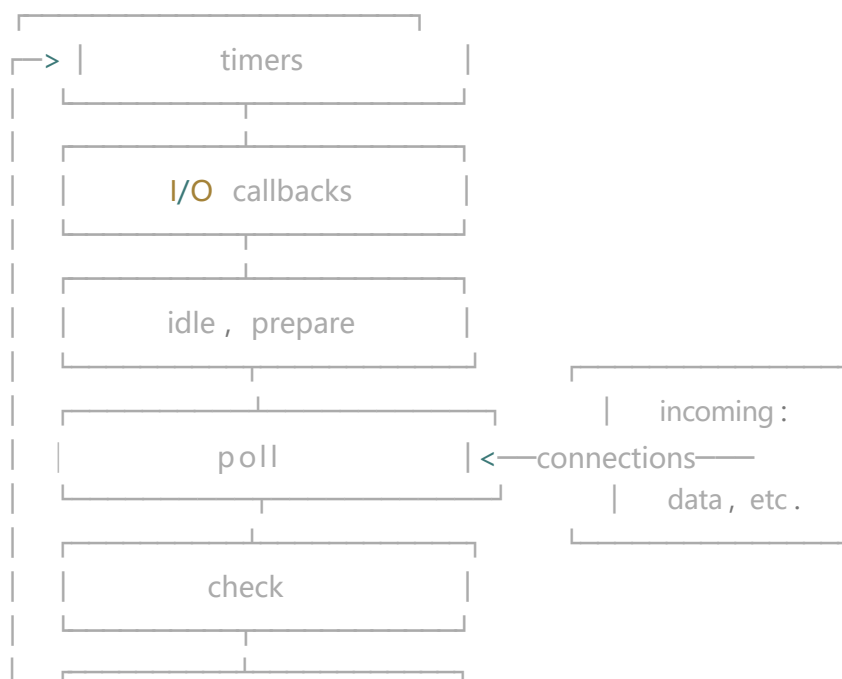 timers
I/O callbacks
idle, prepare
incoming:
poll
connections
data, etc.
check